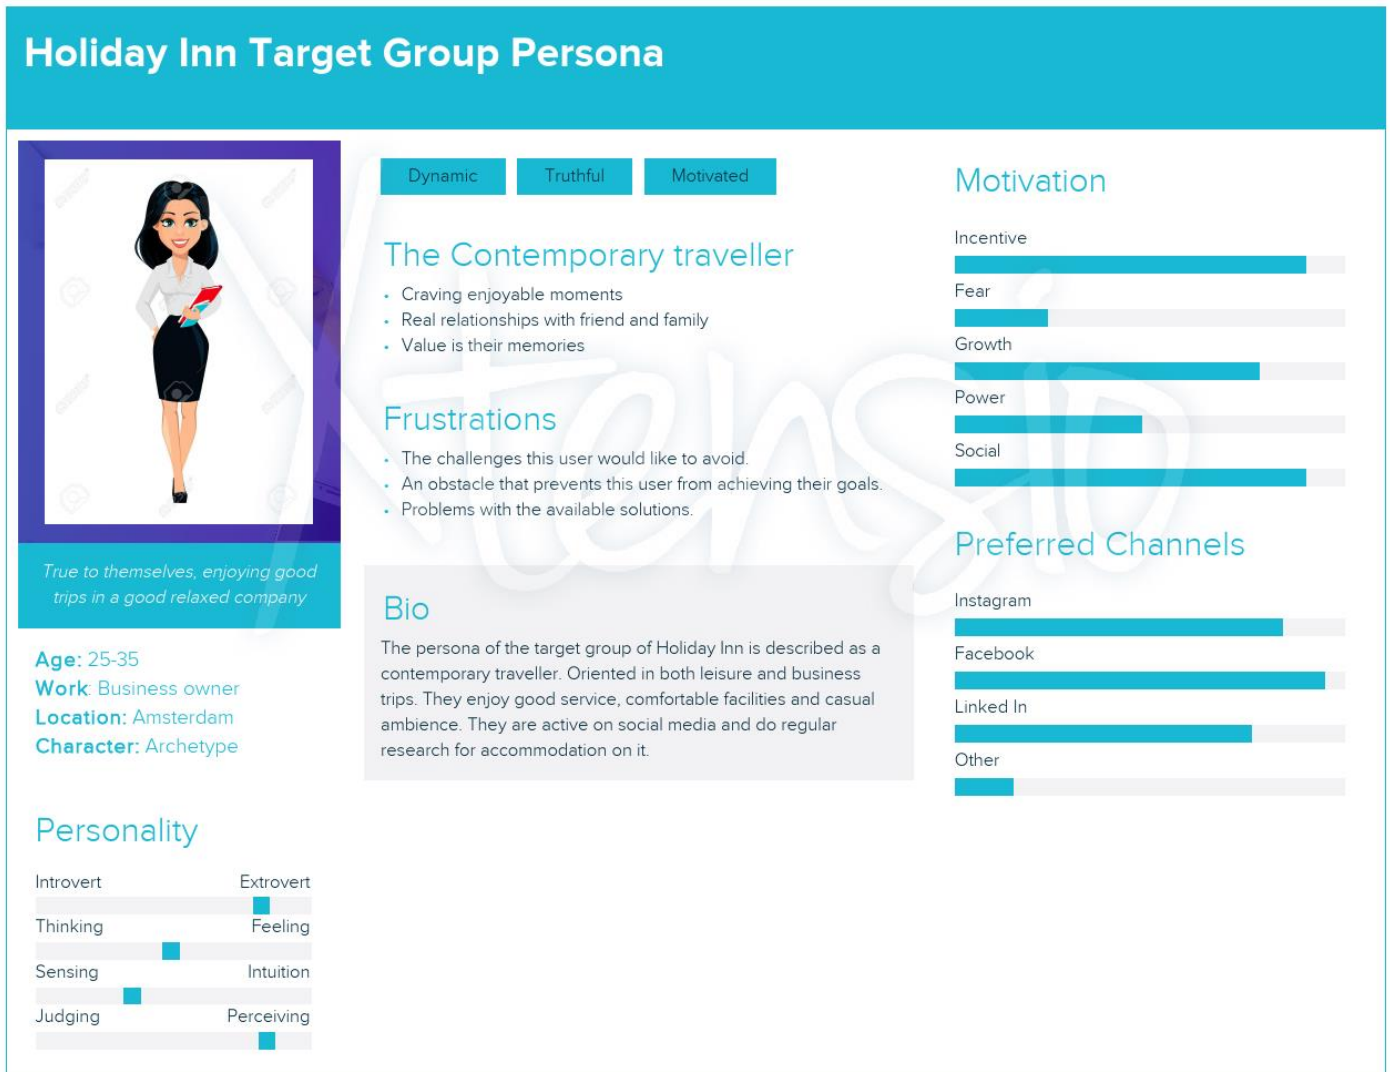 Holiday Inn Target Group Persona
True to themselves, enjoying good
trips in a good relaxed company
Age: 25-35
Work: Business owner
Location: Amsterdam
Character: Archetype
Personality
Introvert Extrovert
Thinking Feeling
Sensing Intuition
Judging Perceiving
Dynamic Truthful Motivated
The Contemporary traveller
• Craving enjoyable moments
• Real relationships with friend and family
• Value is their memories
Frustrations
• The challenges this user would like to avoid.
• An obstacle that prevents this user from achieving their goals.
• Problems with the available solutions.
Bio
The persona of the target group of Holiday Inn is described as a
contemporary traveller. Oriented in both leisure and business
trips. They enjoy good service, comfortable facilities and casual
ambience. They are active on social media and do regular
research for accommodation on it.
Motivation
Incentive
Fear
Growth
Power
Social
Preferred Channels
Instagram
Facebook
Linked In
Other
Xtensio